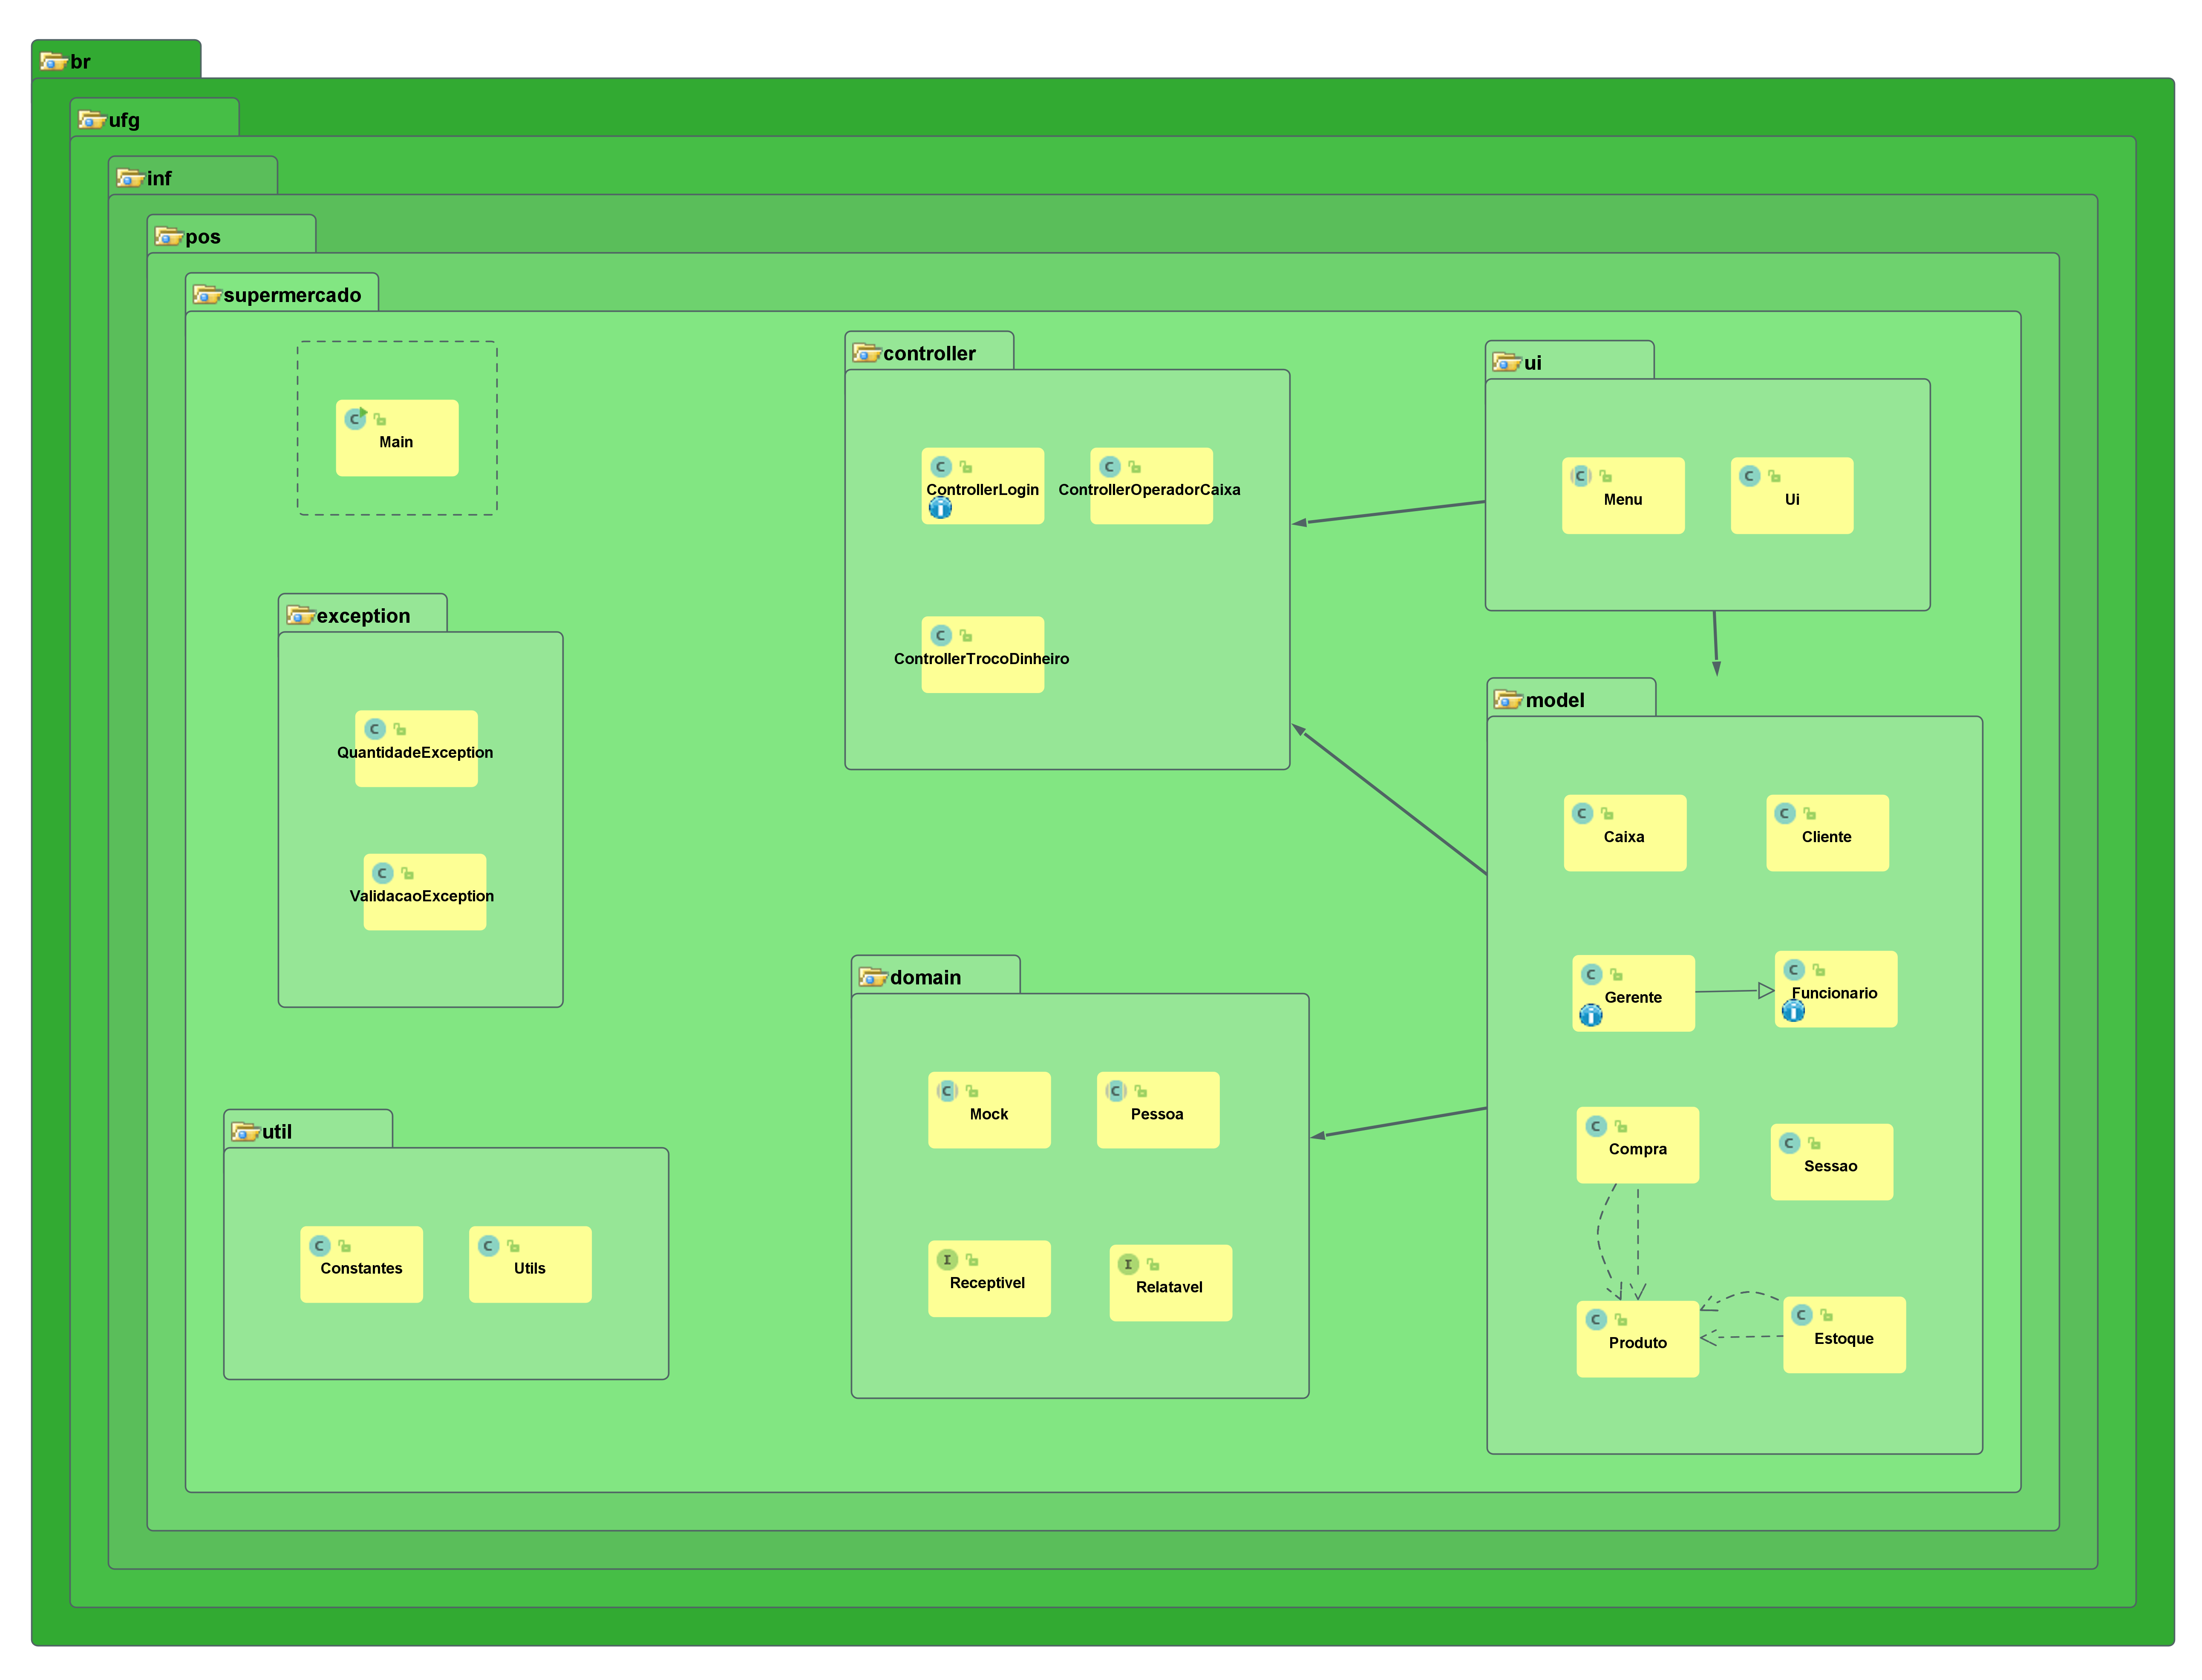 br
ufg
inf
pos
supermercado
Main
controller
ControllerLogin
ControllerOperadorCaixa
ControllerTrocoDinheiro
ui
Menu
Ui
exception
QuantidadeException
ValidacaoException
model
Caixa
Cliente
Gerente
Funcionario
Compra
Sessao
Produto
Estoque
domain
Mock
Pessoa
Receptivel
Relatavel
util
Constantes
Utils